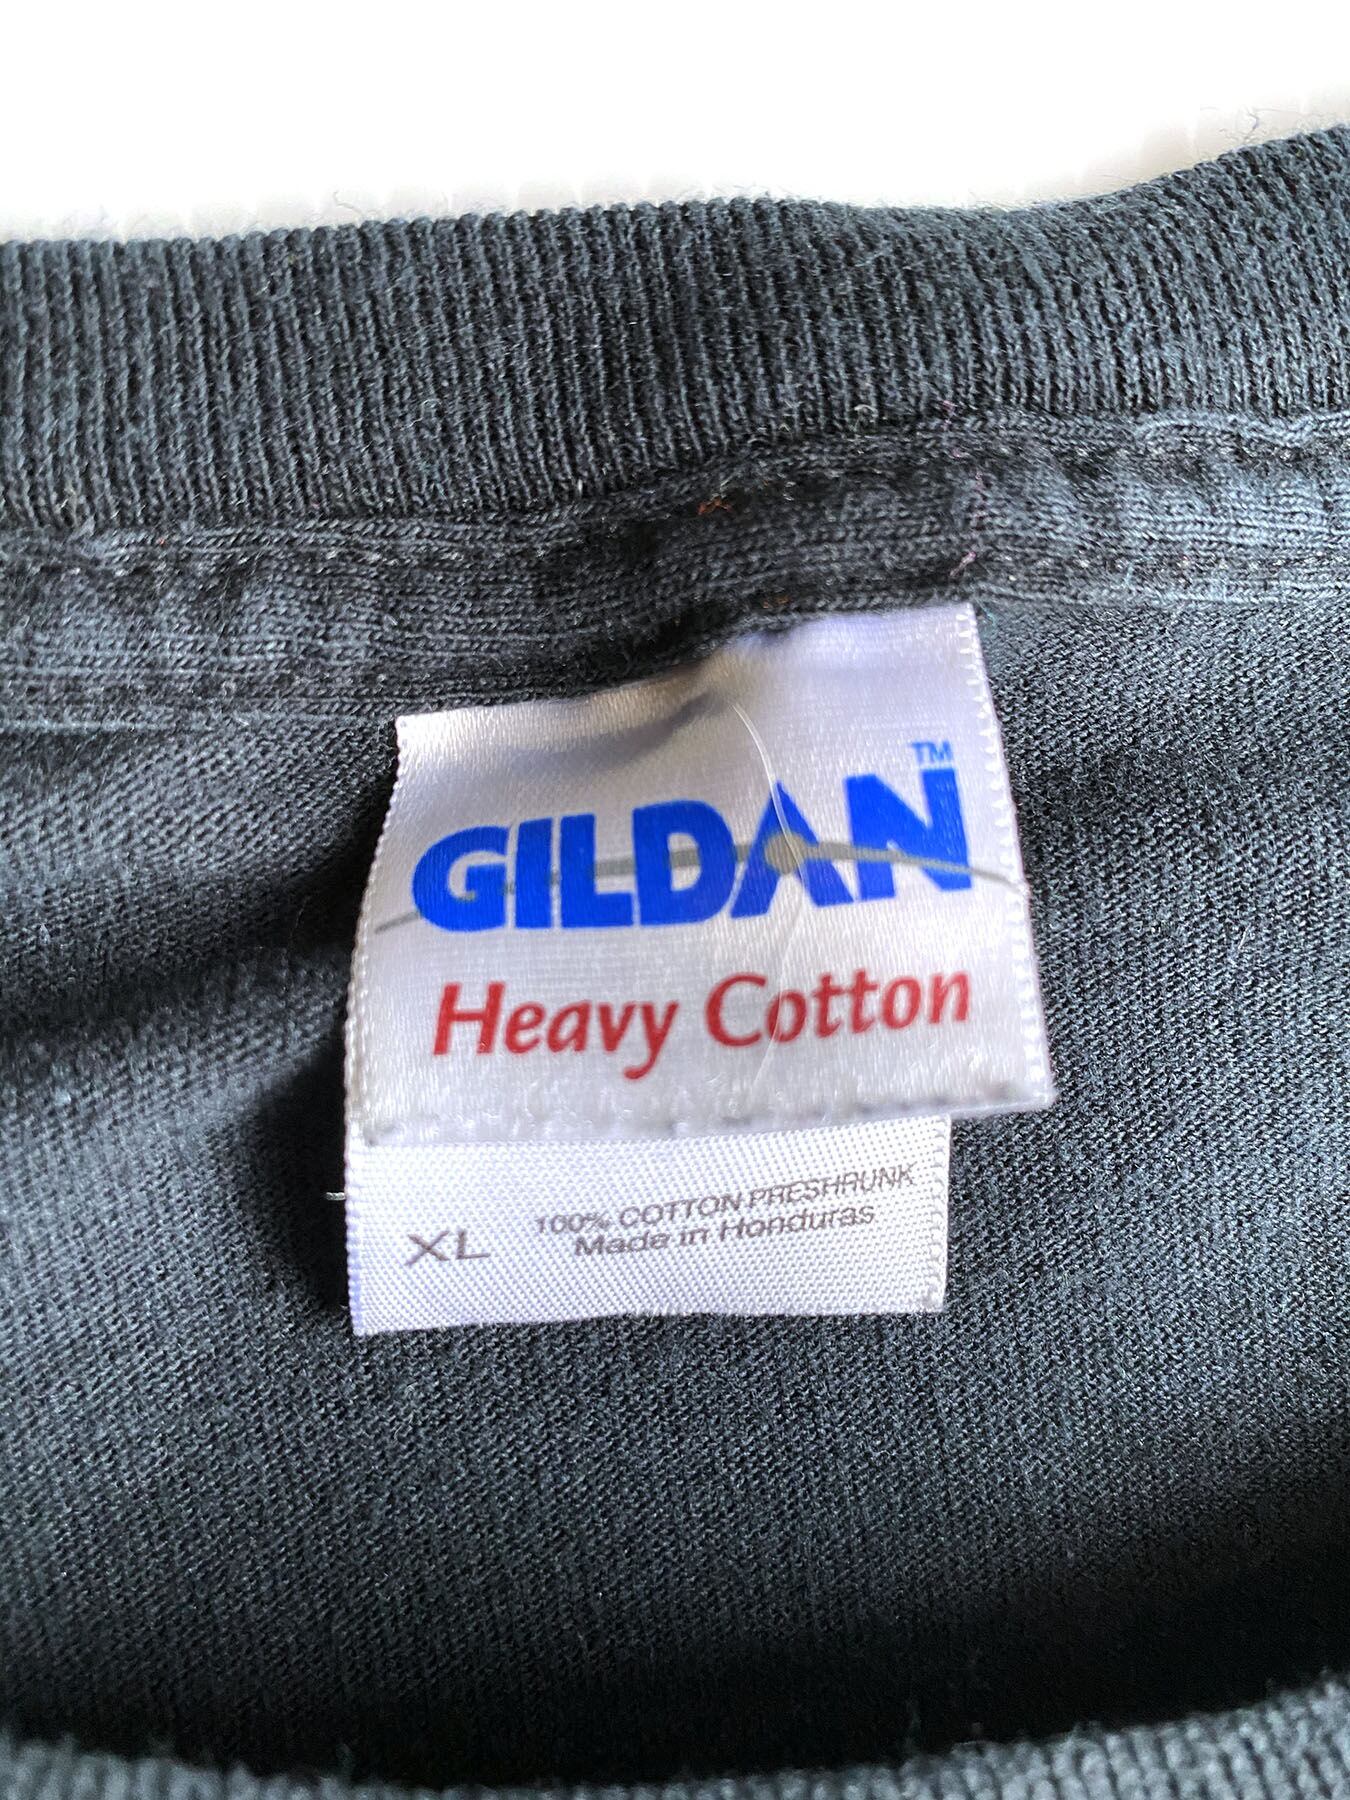 GILDAN™
Heavy Cotton
XL
100% COTTON PRESHRUNK
Made in Honduras